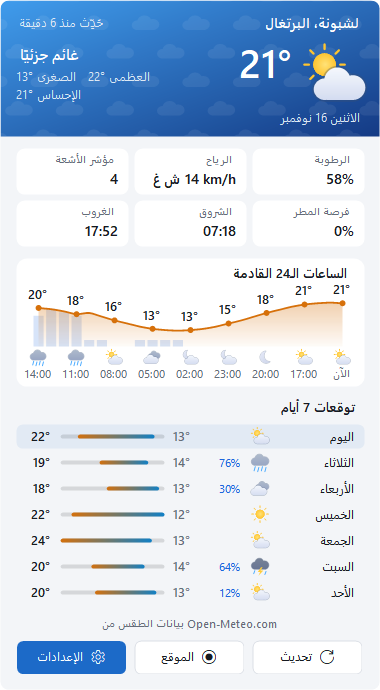 لشبونة، البرتغال
حُدِّث منذ 6 دقيقة
21°
غائم جزئيًا
العظمى 22° الصغرى 13°
الإحساس 21°
الاثنين 16 نوفمبر
الرطوبة
58%
الرياح
14 km/h ش غ
مؤشر الأشعة
4
فرصة المطر
0%
الشروق
07:18
الغروب
17:52
الساعات الـ24 القادمة
21° 21° 18° 15° 13° 13° 16° 18° 20°
الآن 17:00 20:00 23:00 02:00 05:00 08:00 11:00 14:00
توقعات 7 أيام
اليوم 13° 22°
الثلاثاء 76% 14° 19°
الأربعاء 30% 13° 18°
الخميس 12° 22°
الجمعة 13° 24°
السبت 64% 14° 20°
الأحد 12% 13° 20°
بيانات الطقس من Open-Meteo.com
تحديث
الموقع
الإعدادات